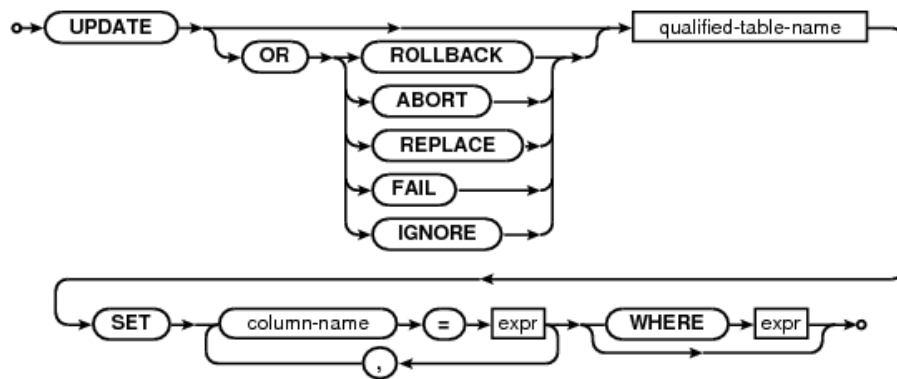 UPDATE qualified-table-name
OR ROLLBACK
ABORT
REPLACE
FAIL
IGNORE
SET column-name = expr WHERE expr
,